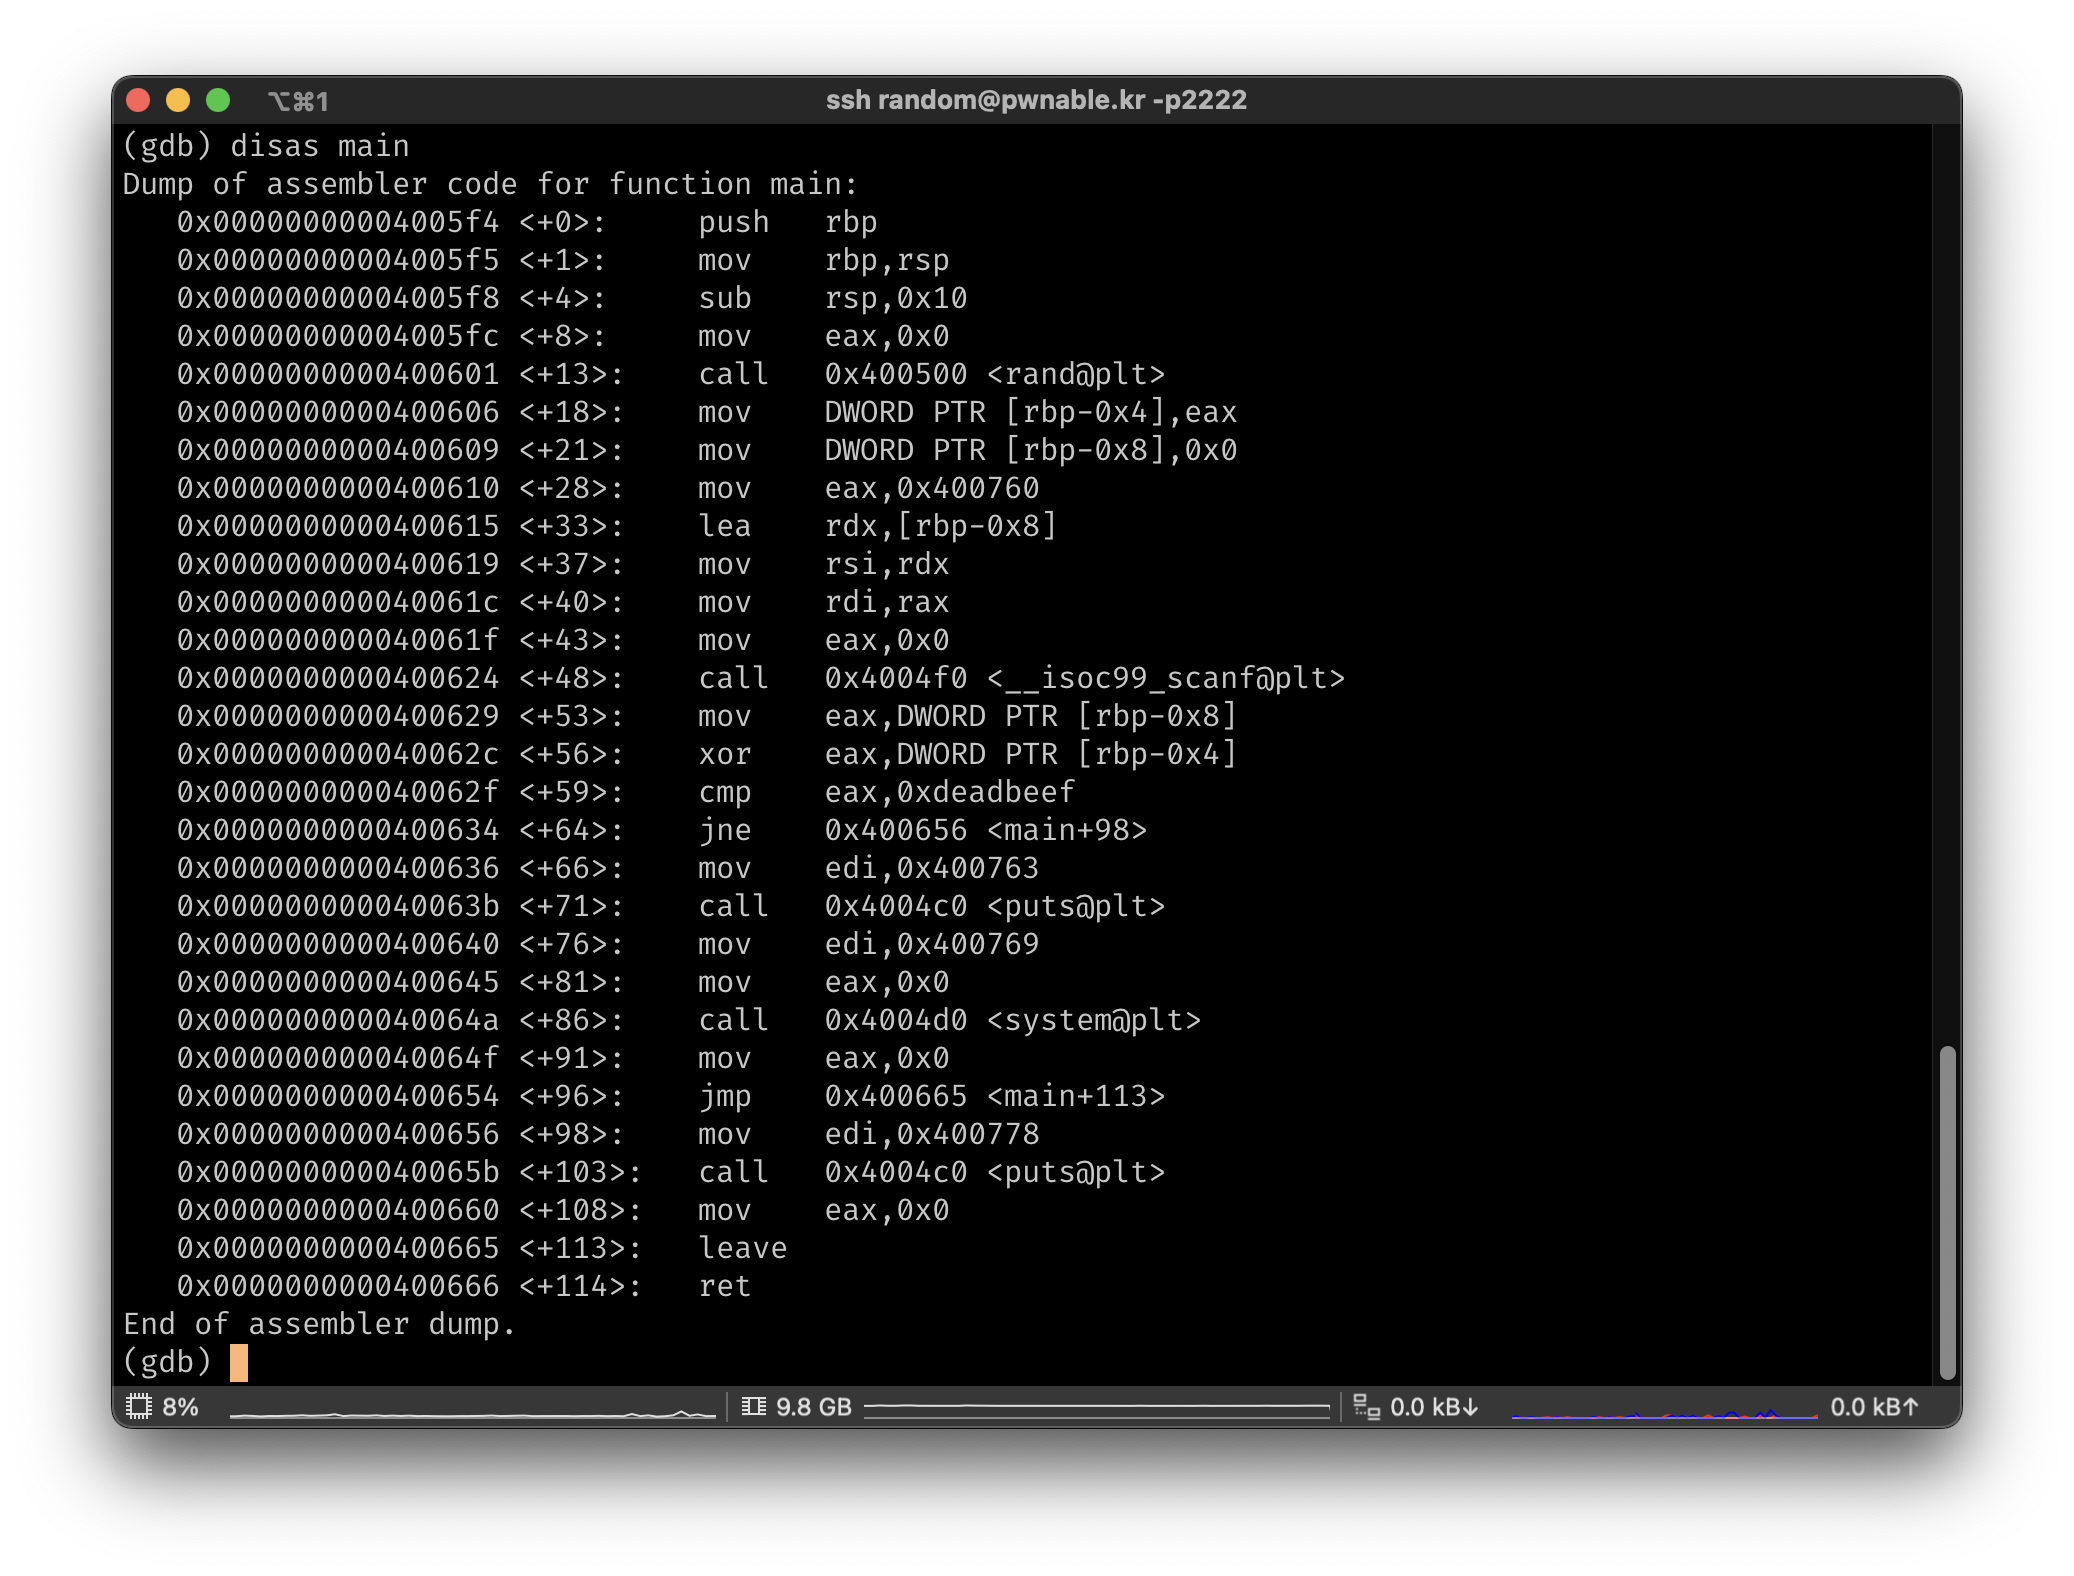 ⌥⌘1 ssh random@pwnable.kr -p2222
(gdb) disas main
Dump of assembler code for function main:
   0x00000000004005f4 <+0>:     push   rbp
   0x00000000004005f5 <+1>:     mov    rbp,rsp
   0x00000000004005f8 <+4>:     sub    rsp,0x10
   0x00000000004005fc <+8>:     mov    eax,0x0
   0x0000000000400601 <+13>:    call   0x400500 <rand@plt>
   0x0000000000400606 <+18>:    mov    DWORD PTR [rbp-0x4],eax
   0x0000000000400609 <+21>:    mov    DWORD PTR [rbp-0x8],0x0
   0x0000000000400610 <+28>:    mov    eax,0x400760
   0x0000000000400615 <+33>:    lea    rdx,[rbp-0x8]
   0x0000000000400619 <+37>:    mov    rsi,rdx
   0x000000000040061c <+40>:    mov    rdi,rax
   0x000000000040061f <+43>:    mov    eax,0x0
   0x0000000000400624 <+48>:    call   0x4004f0 <__isoc99_scanf@plt>
   0x0000000000400629 <+53>:    mov    eax,DWORD PTR [rbp-0x8]
   0x000000000040062c <+56>:    xor    eax,DWORD PTR [rbp-0x4]
   0x000000000040062f <+59>:    cmp    eax,0xdeadbeef
   0x0000000000400634 <+64>:    jne    0x400656 <main+98>
   0x0000000000400636 <+66>:    mov    edi,0x400763
   0x000000000040063b <+71>:    call   0x4004c0 <puts@plt>
   0x0000000000400640 <+76>:    mov    edi,0x400769
   0x0000000000400645 <+81>:    mov    eax,0x0
   0x000000000040064a <+86>:    call   0x4004d0 <system@plt>
   0x000000000040064f <+91>:    mov    eax,0x0
   0x0000000000400654 <+96>:    jmp    0x400665 <main+113>
   0x0000000000400656 <+98>:    mov    edi,0x400778
   0x000000000040065b <+103>:   call   0x4004c0 <puts@plt>
   0x0000000000400660 <+108>:   mov    eax,0x0
   0x0000000000400665 <+113>:   leave
   0x0000000000400666 <+114>:   ret
End of assembler dump.
(gdb)
8% 9.8 GB 0.0 kB↓ 0.0 kB↑